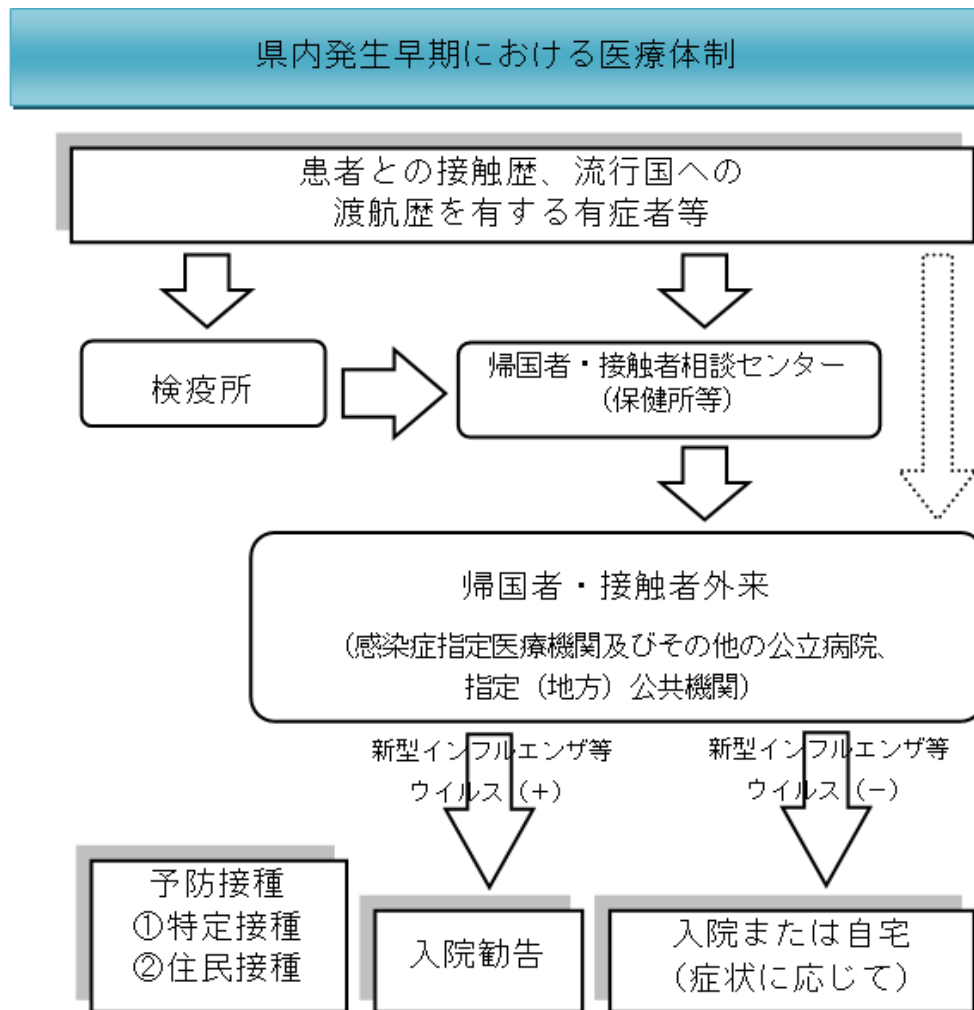 県内発生早期における医療体制
患者との接触歴、流行国への
渡航歴を有する有症者等
検疫所
帰国者・接触者相談センター
（保健所等）
帰国者・接触者外来
（感染症指定医療機関及びその他の公立病院、
指定（地方）公共機関）
新型インフルエンザ等
ウイルス（+）
新型インフルエンザ等
ウイルス（−）
予防接種
①特定接種
②住民接種
入院勧告
入院または自宅
（症状に応じて）